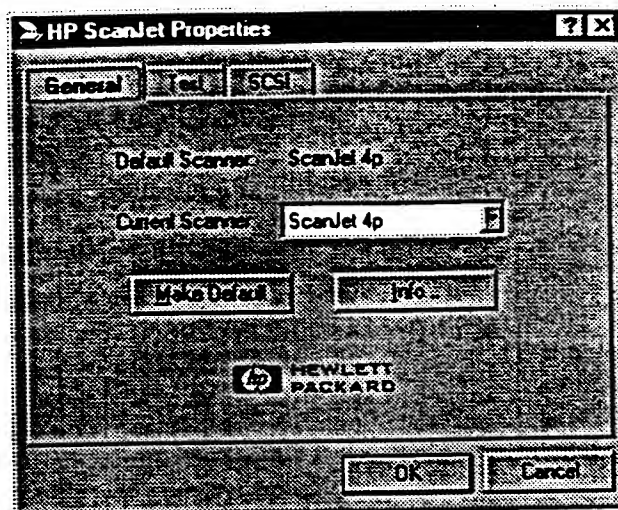 HP ScanJet Properties
General Test SCSI
Default Scanner: ScanJet 4p
Current Scanner: ScanJet 4p
Make Default Info...
hp HEWLETT
PACKARD
OK Cancel